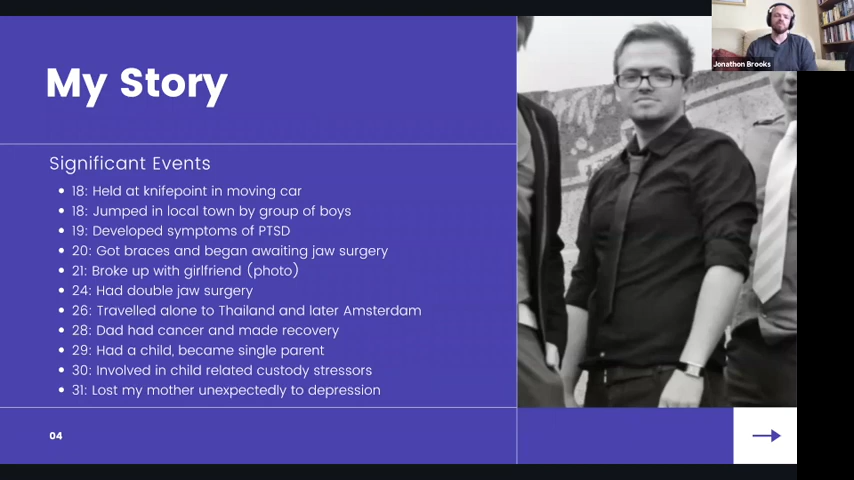 Jonathon Brooks
My Story
Significant Events
• 18: Held at knifepoint in moving car
• 18: Jumped in local town by group of boys
• 19: Developed symptoms of PTSD
• 20: Got braces and began awaiting jaw surgery
• 21: Broke up with girlfriend (photo)
• 24: Had double jaw surgery
• 26: Travelled alone to Thailand and later Amsterdam
• 28: Dad had cancer and made recovery
• 29: Had a child, became single parent
• 30: Involved in child related custody stressors
• 31: Lost my mother unexpectedly to depression
04